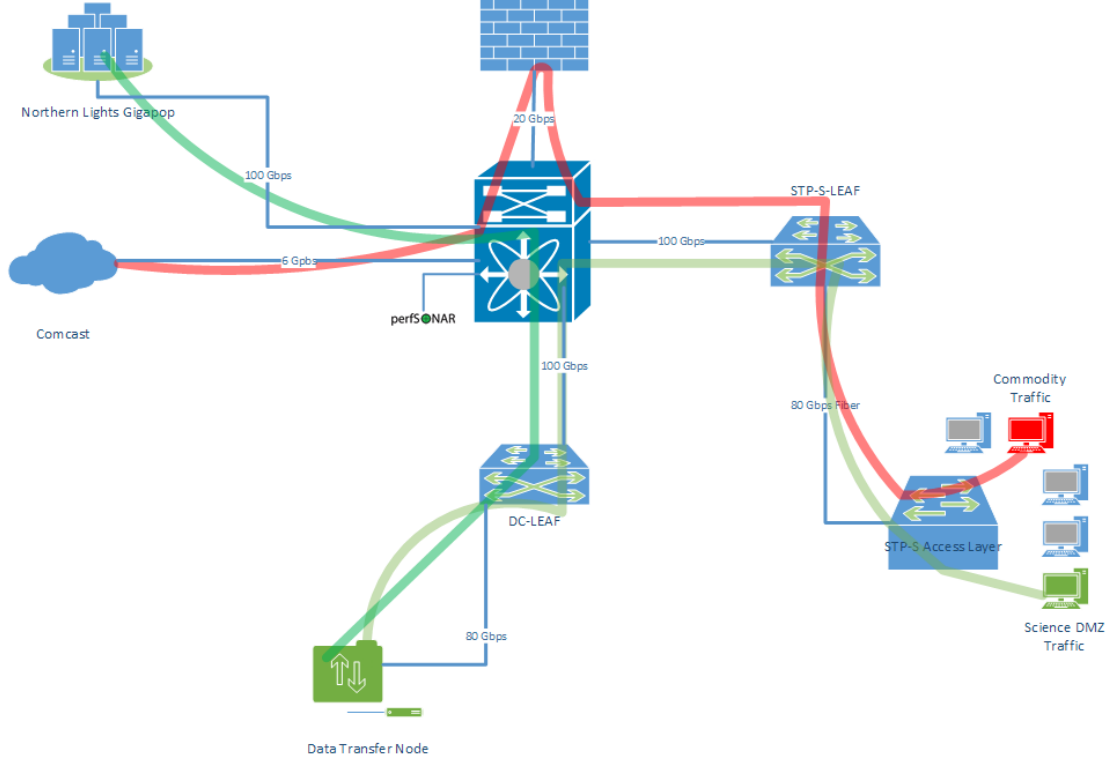 20 Gbps
Northern Lights Gigapop
100 Gbps
STP-S-LEAF
100 Gbps
6 Gpbs
perfSONAR
Comcast
100 Gbps
Commodity
Traffic
80 Gbps Fiber
DC-LEAF
STP-S Access Layer
80 Gbps
Science DMZ
Traffic
Data Transfer Node